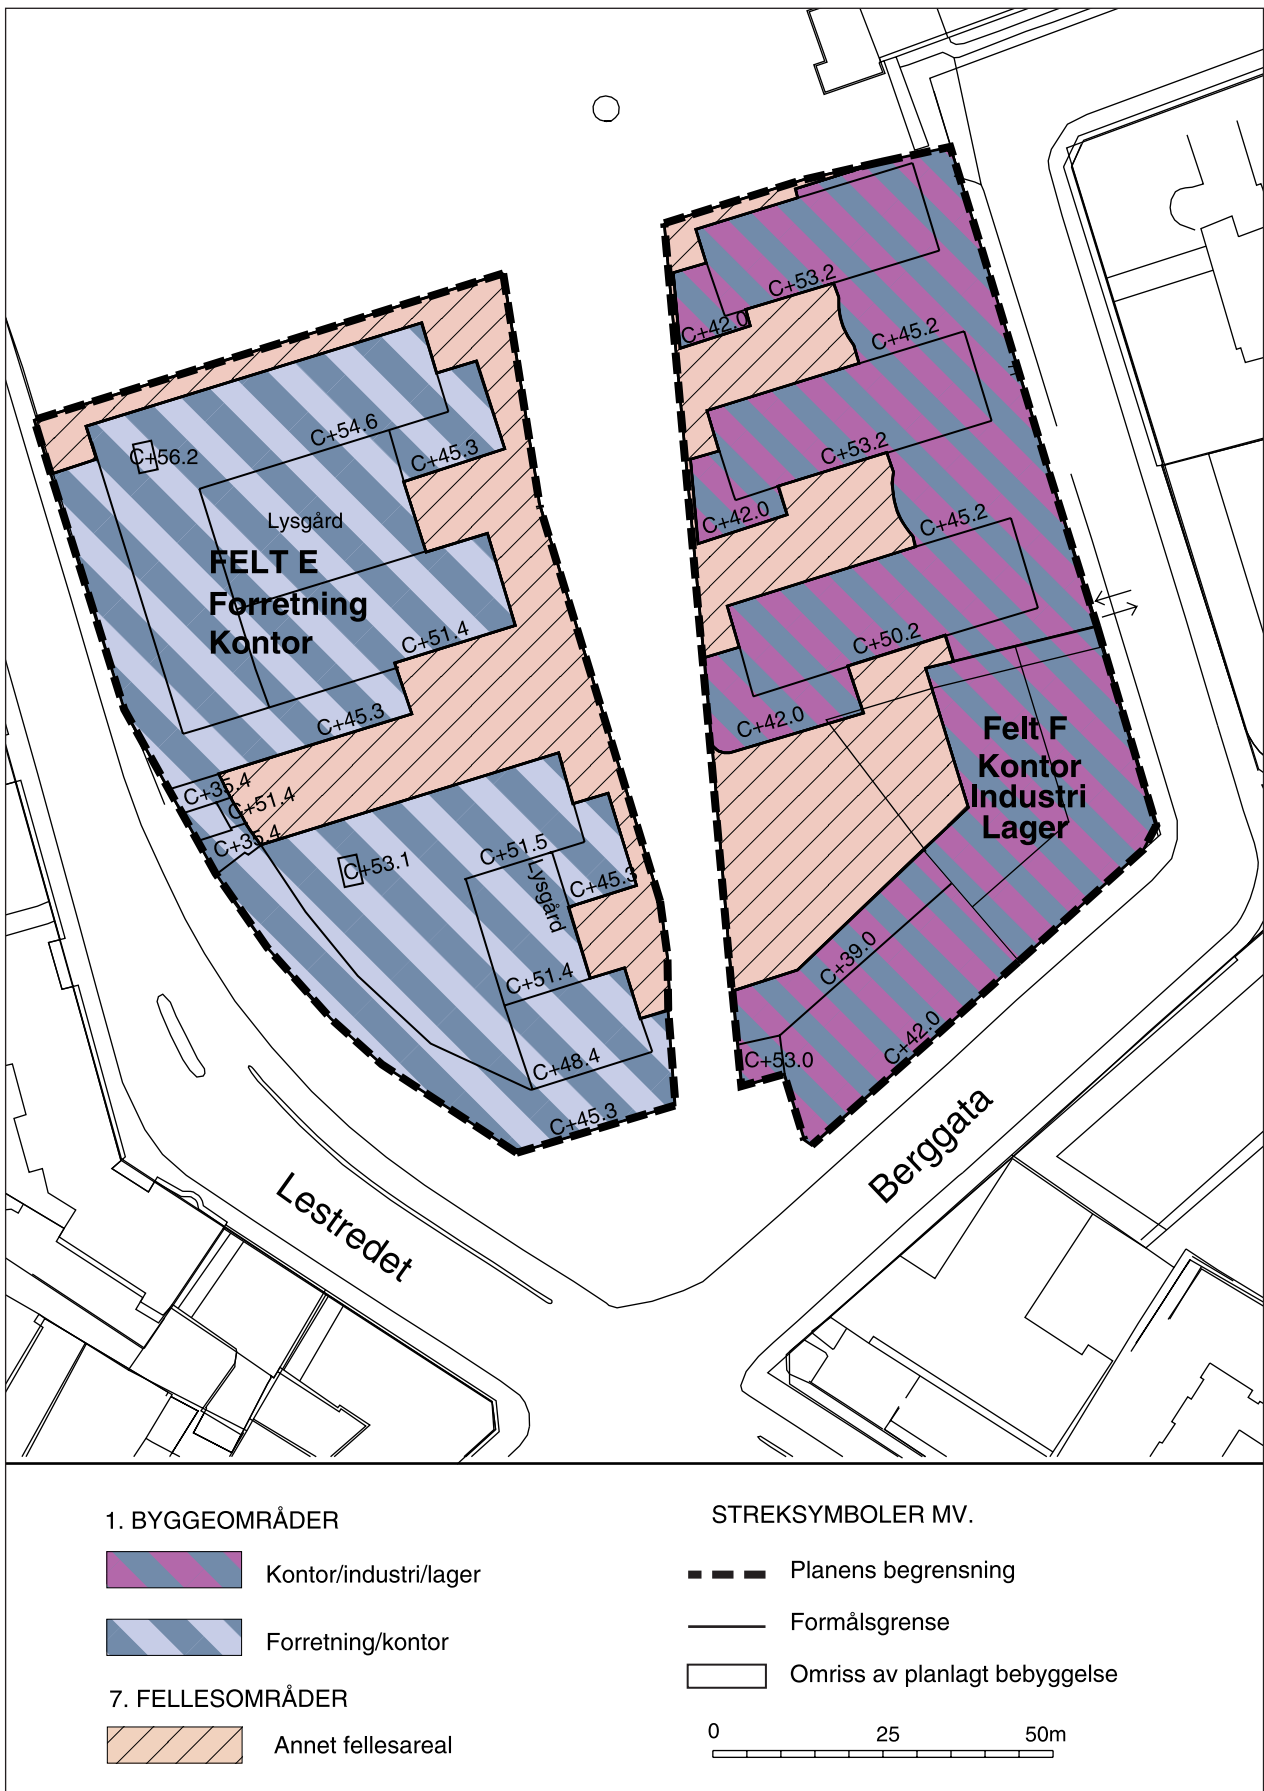 C+53.2
C+42.0
C+45.2
C+54.6
C+56.2
C+45.3
C+53.2
C+42.0
Lysgård
C+45.2
FELT E
Forretning
Kontor
C+51.4
C+50.2
C+45.3
C+42.0
Felt F
Kontor
Industri
Lager
C+35.4
C+51.4
C+35.4
C+53.1
C+51.5
Lysgård
C+45.3
C+51.4
C+39.0
C+48.4
C+53.0
C+42.0
C+45.3
Berggata
Lestredet
1. BYGGEOMRÅDER
Kontor/industri/lager
Forretning/kontor
7. FELLESOMRÅDER
Annet fellesareal
STREKSYMBOLER MV.
Planens begrensning
Formålsgrense
Omriss av planlagt bebyggelse
0 25 50m